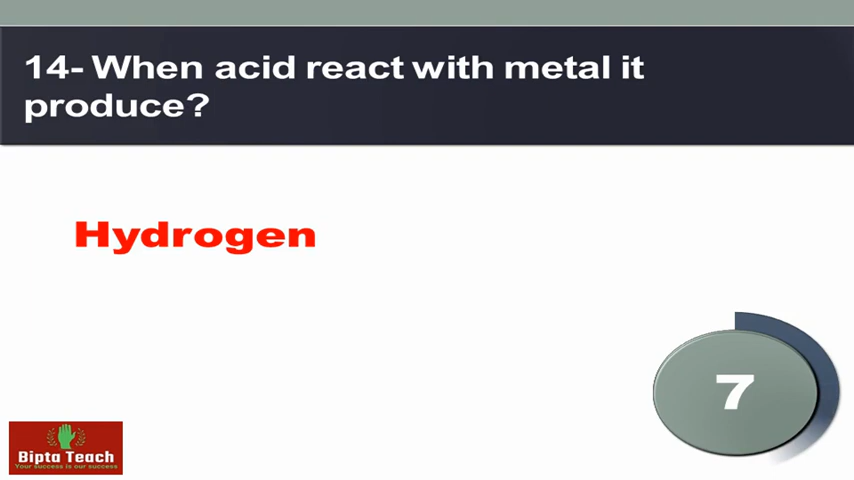 14- When acid react with metal it
produce?
Hydrogen
7
Bipta Teach
Your success is our success